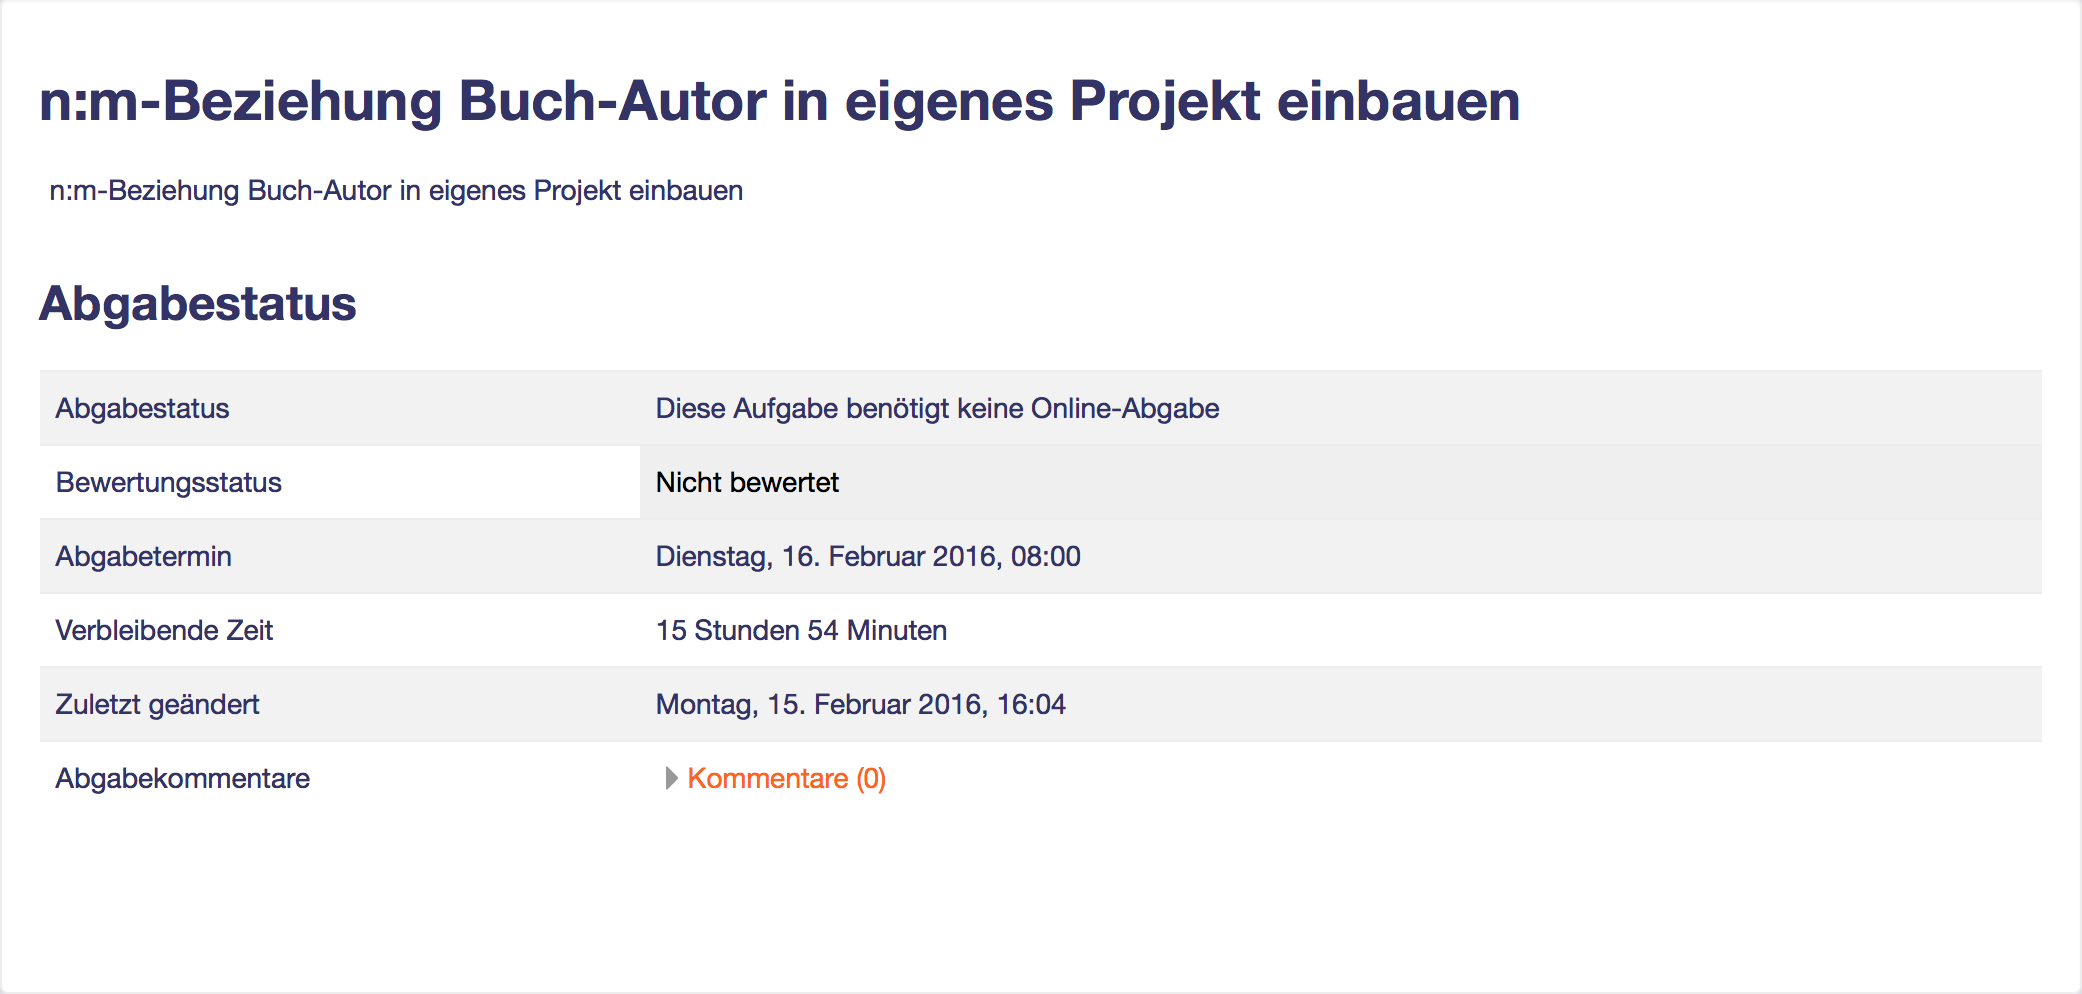 n:m-Beziehung Buch-Autor in eigenes Projekt einbauen
n:m-Beziehung Buch-Autor in eigenes Projekt einbauen
Abgabestatus
Abgabestatus Diese Aufgabe benötigt keine Online-Abgabe
Bewertungsstatus Nicht bewertet
Abgabetermin Dienstag, 16. Februar 2016, 08:00
Verbleibende Zeit 15 Stunden 54 Minuten
Zuletzt geändert Montag, 15. Februar 2016, 16:04
Abgabekommentare Kommentare (0)